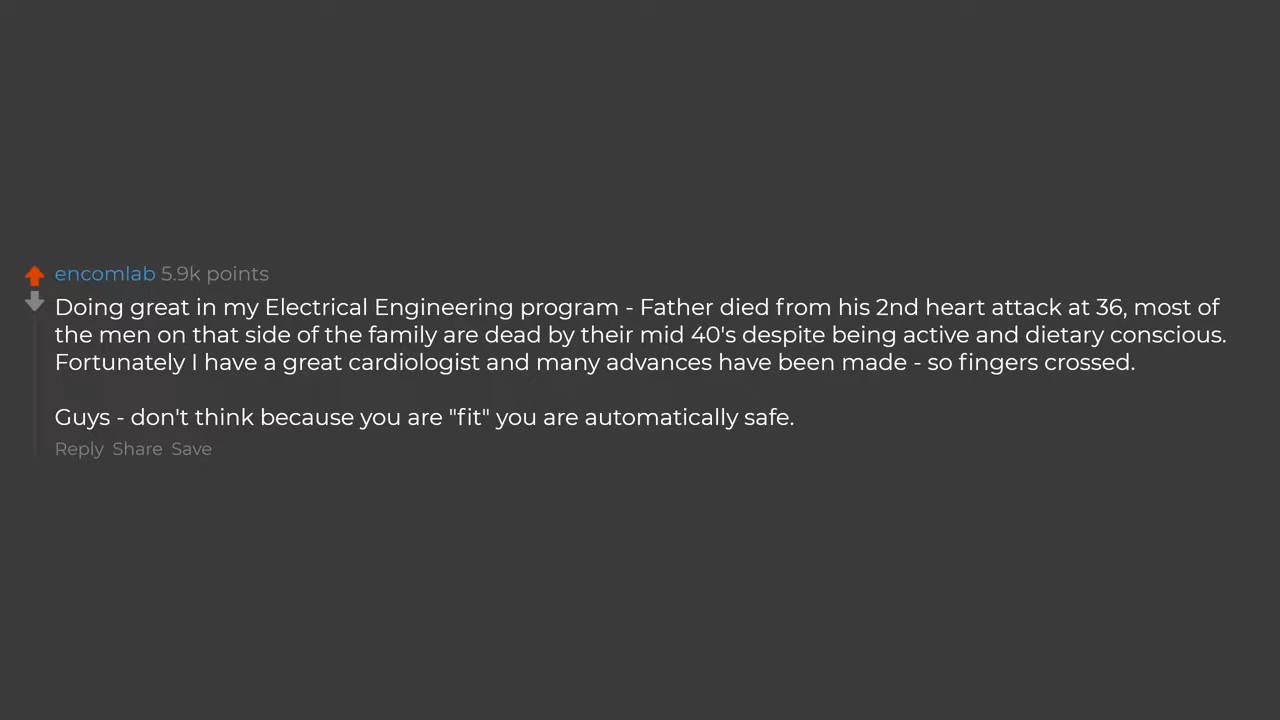 encomlab 5.9k points
Doing great in my Electrical Engineering program - Father died from his 2nd heart attack at 36, most of
the men on that side of the family are dead by their mid 40's despite being active and dietary conscious.
Fortunately I have a great cardiologist and many advances have been made - so fingers crossed.
Guys - don't think because you are "fit" you are automatically safe.
Reply Share Save